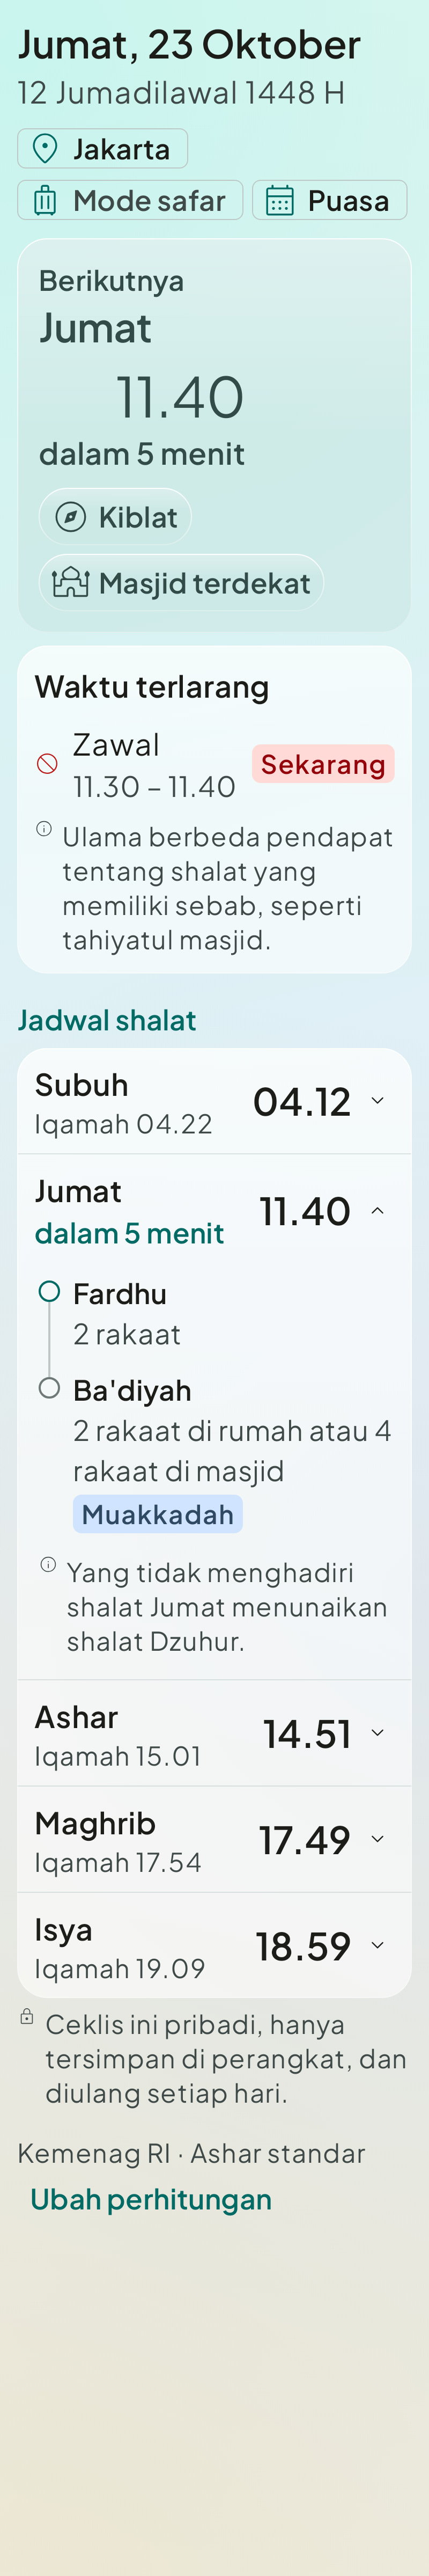 Jumat, 23 Oktober
12 Jumadilawal 1448 H
Jakarta
Mode safar
Puasa
Berikutnya
Jumat
11.40
dalam 5 menit
Kiblat
Masjid terdekat
Waktu terlarang
Zawal
11.30 – 11.40
Sekarang
Ulama berbeda pendapat
tentang shalat yang
memiliki sebab, seperti
tahiyatul masjid.
Jadwal shalat
Subuh
Iqamah 04.22
04.12
Jumat
dalam 5 menit
11.40
Fardhu
2 rakaat
Ba'diyah
2 rakaat di rumah atau 4
rakaat di masjid
Muakkadah
Yang tidak menghadiri
shalat Jumat menunaikan
shalat Dzuhur.
Ashar
Iqamah 15.01
14.51
Maghrib
Iqamah 17.54
17.49
Isya
Iqamah 19.09
18.59
Ceklis ini pribadi, hanya
tersimpan di perangkat, dan
diulang setiap hari.
Kemenag RI · Ashar standar
Ubah perhitungan